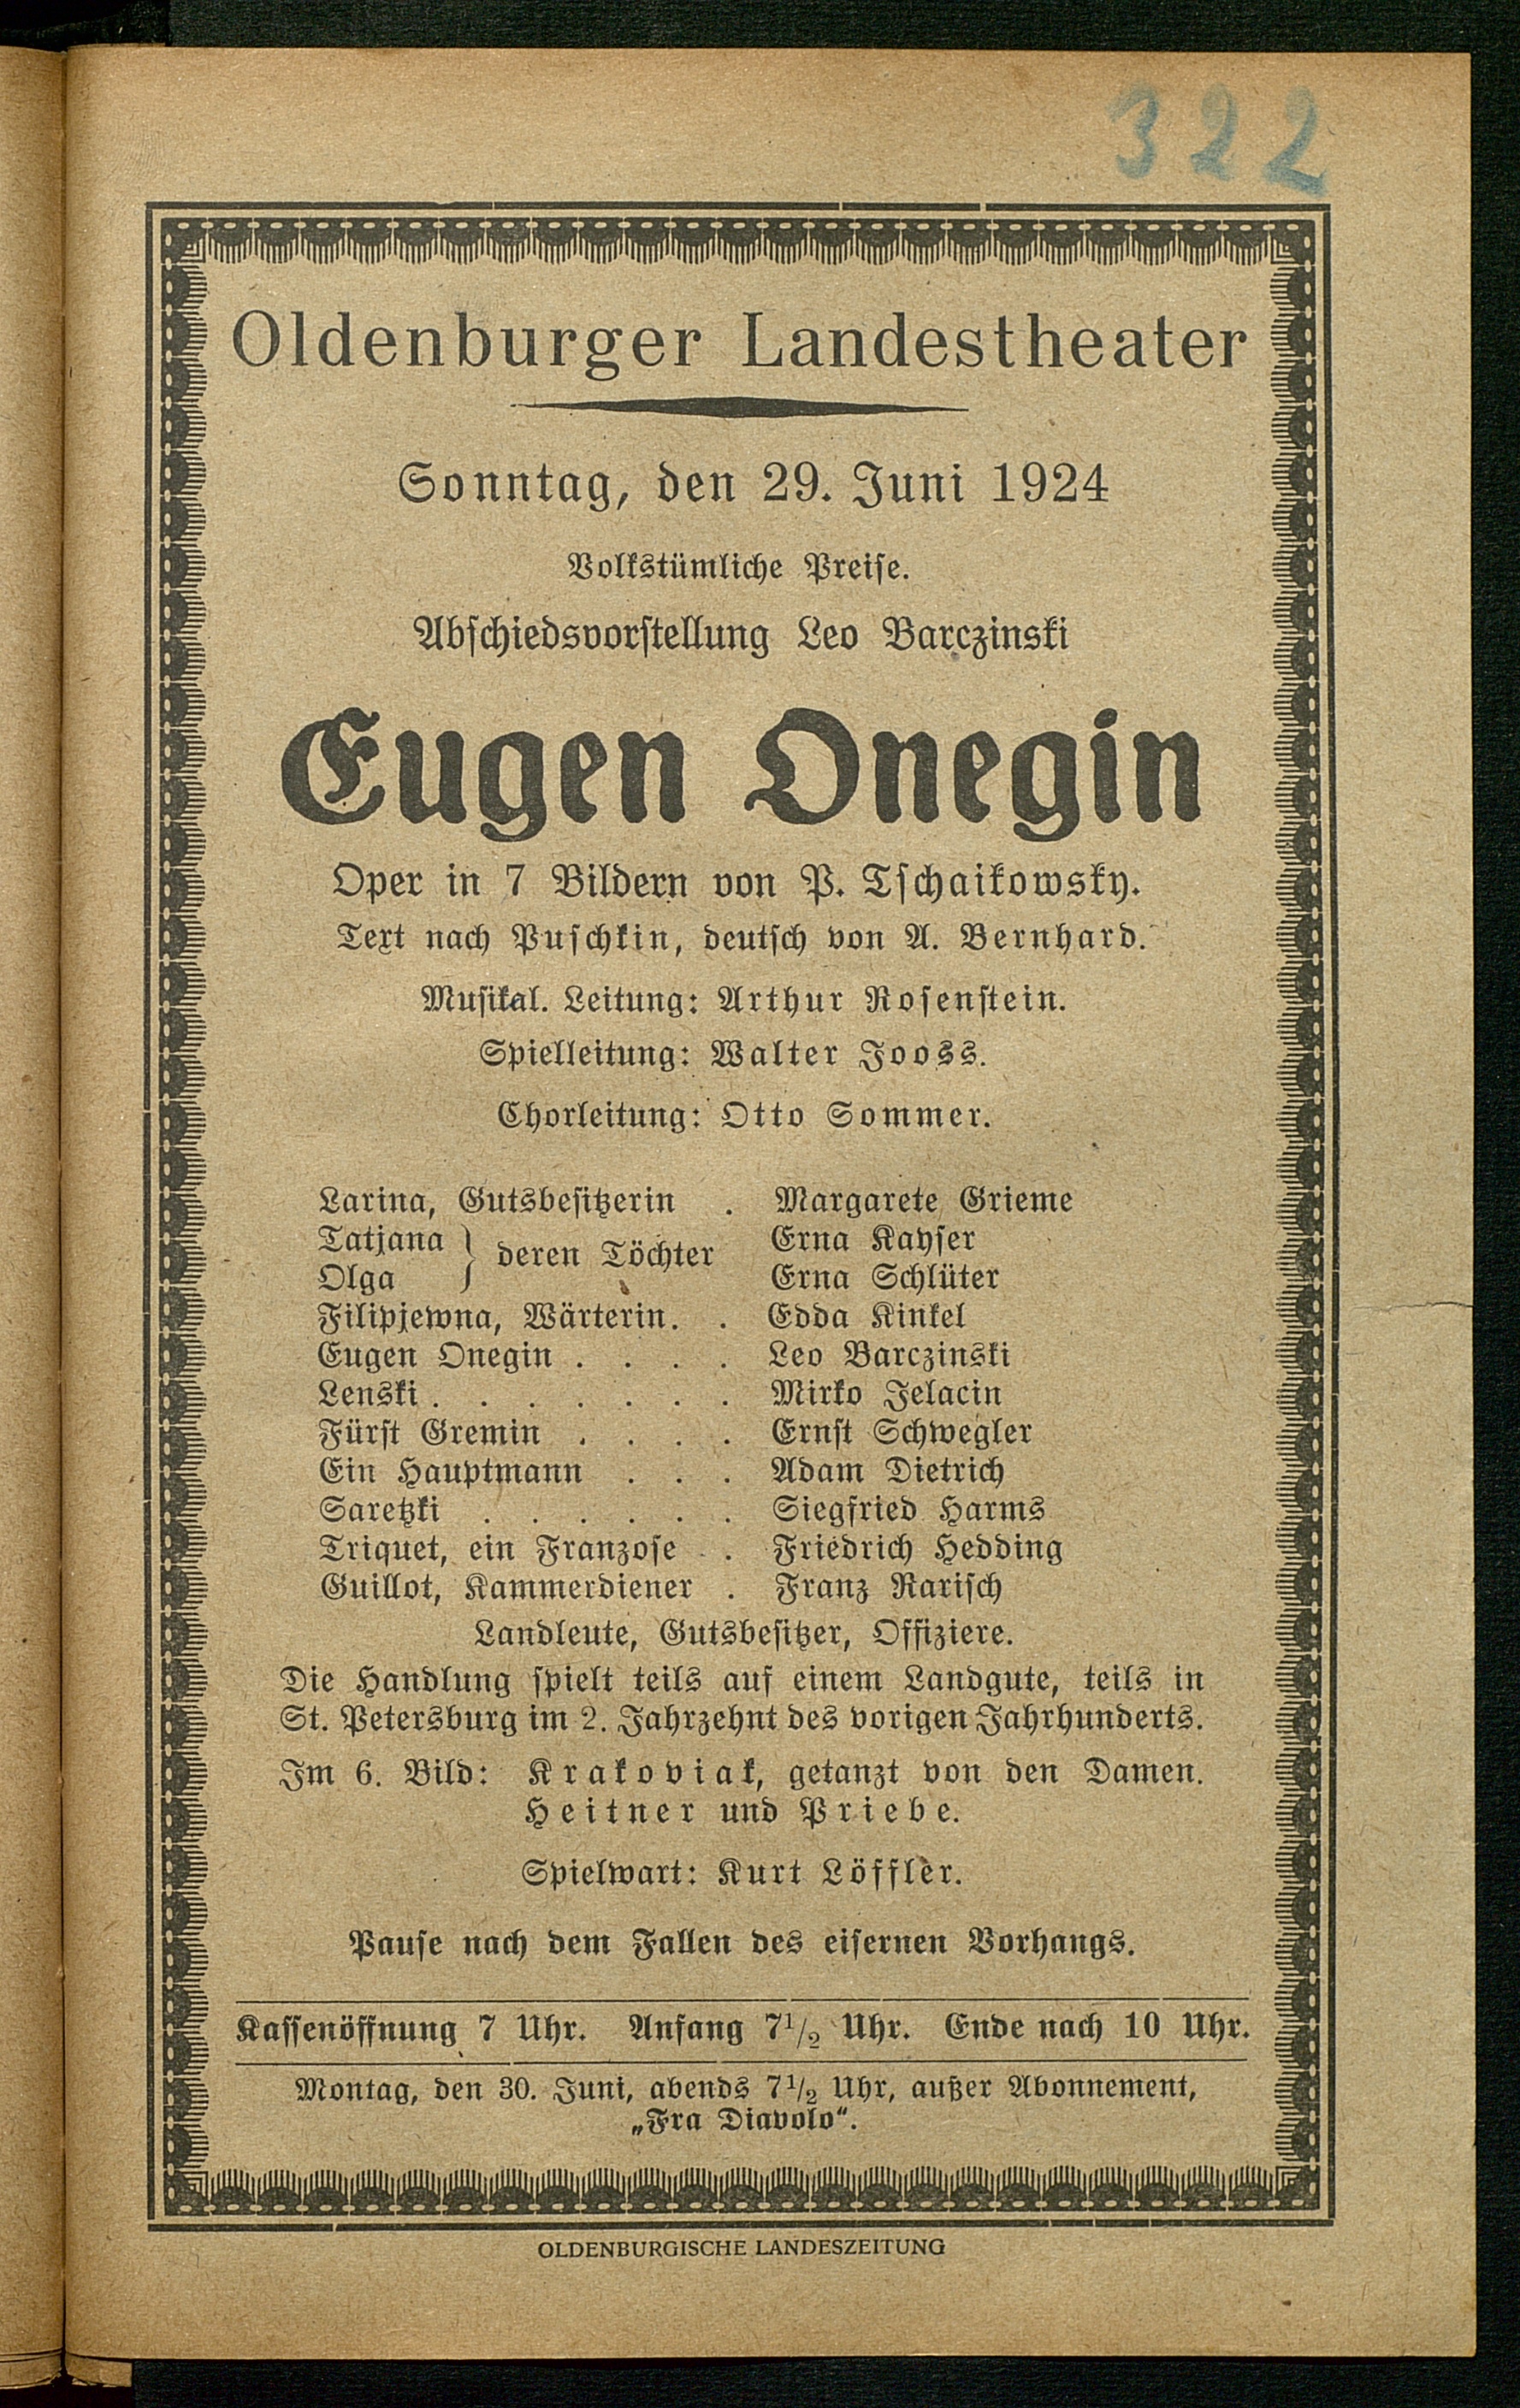 322
Oldenburger Landestheater
Sonntag, den 29. Juni 1924
Volkstümliche Preise.
Abschiedsvorstellung Leo Barczinski
Eugen Onegin
Oper in 7 Bildern von P. Tschaikowsky.
Text nach Puschkin, deutsch von A. Bernhard.
Musikal. Leitung: Arthur Rosenstein.
Spielleitung: Walter Jooss.
Chorleitung: Otto Sommer.
Larina, Gutsbesitzerin . Margarete Grieme
Tatjana } deren Töchter Erna Kayser
Olga Erna Schlüter
Filipjewna, Wärterin. . Edda Kinkel
Eugen Onegin . . . . Leo Barczinski
Lenski . . . . . . . Mirko Jelacin
Fürst Gremin . . . . Ernst Schwegler
Ein Hauptmann . . . Adam Dietrich
Saretzki . . . . . . Siegfried Harms
Triquet, ein Franzose . . Friedrich Hedding
Guillot, Kammerdiener . Franz Rarisch
Landleute, Gutsbesitzer, Offiziere.
Die Handlung spielt teils auf einem Landgute, teils in
St. Petersburg im 2. Jahrzehnt des vorigen Jahrhunderts.
Im 6. Bild: Krakoviak, getanzt von den Damen.
Heitner und Priebe.
Spielwart: Kurt Löffler.
Pause nach dem Fallen des eisernen Vorhangs.
Kassenöffnung 7 Uhr. Anfang 7 1/2 Uhr. Ende nach 10 Uhr.
Montag, den 30. Juni, abends 7 1/2 Uhr, außer Abonnement,
„Fra Diavolo“.
OLDENBURGISCHE LANDESZEITUNG